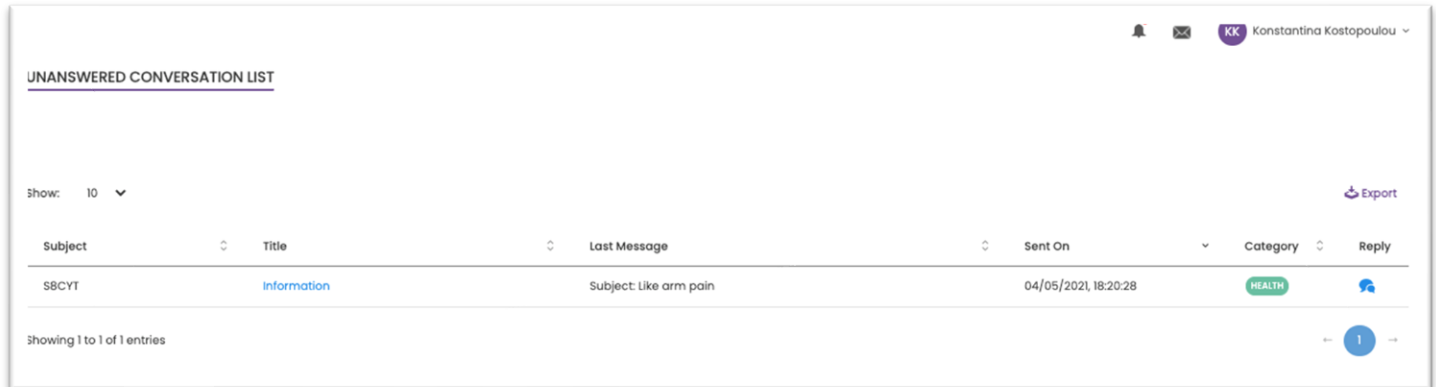 KK Konstantina Kostopoulou
UNANSWERED CONVERSATION LIST
Show: 10
Export
Subject Title Last Message Sent On Category Reply
S8CYT Information Subject: Like arm pain 04/05/2021, 18:20:28 HEALTH
Showing 1 to 1 of 1 entries
← 1 →